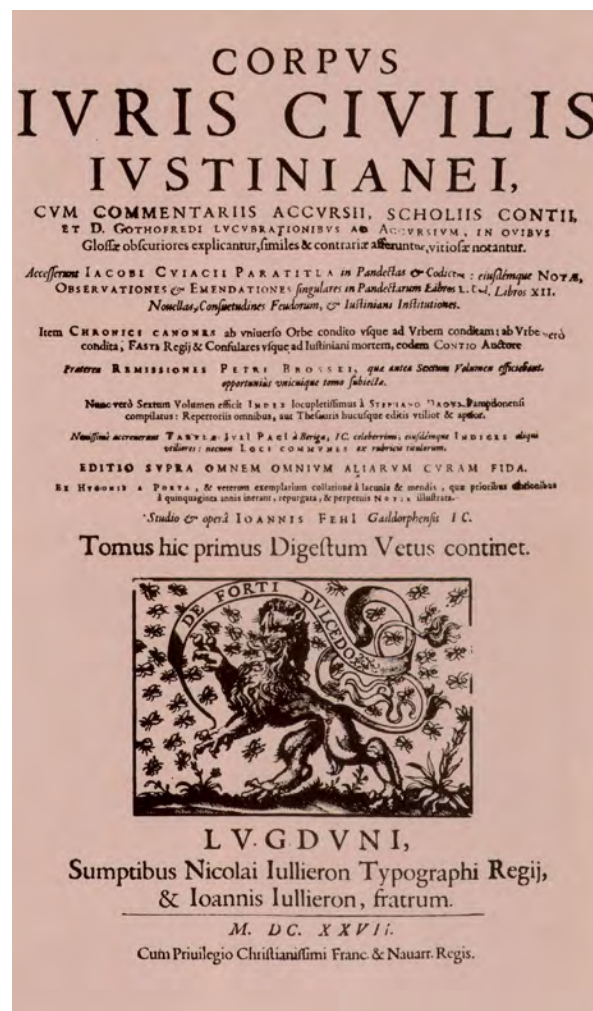 CORPVS
IVRIS CIVILIS
IVSTINIANEI,
CVM COMMENTARIIS ACCVRSII, SCHOLIIS CONTII,
ET D. GOTHOFREDI LVCVBRATIONIBVS AD ACCVRSIVM, IN QVIBVS
Gloſſæ obſcuriores explicantur, ſimiles & contrariæ afferuntur, vitioſæ notantur.
Acceſſerunt IACOBI CVIACII PARATITLA in Pandectas & Codicem : eiuſdémque NOTÆ,
OBSERVATIONES & EMENDATIONES ſingulares in Pandectarum Libros L. Cod. Libros XII.
Nouellas, Conſuetudines Feudorum, & Iuſtiniani Inſtitutiones.
Item CHRONICI CANONES ab vniuerſo Orbe condito vſque ad Vrbem conditam : ab Vrbe verò
condita, FASTI Regij & Conſulares vſque ad Iuſtiniani mortem, eodem CONTIO Auctore
Præterea REMISSIONES PETRI BROSSEI, quæ antea Sextum Volumen efficiebant,
opportuniùs vnicuique tomo ſubiectæ.
Nunc verò Sextum Volumen efficit INDEX locupletiſſimus à STEPHANO DAOYS Pampelonenſi
compilatus : Repertoriis omnibus, aut Theſauris hucuſque editis vtilior & aptior.
Nouiſſimè accreuerunt TABVLÆ IVLI PACI à Beriga, IC. celeberrimi, eiuſdémque INDICES aliqui
vtiliores : necnon LOCI COMMVNES ex rubricis titulorum.
EDITIO SVPRA OMNEM OMNIVM ALIARVM CVRAM FIDA.
EX HVGONIS A PORTA, & veterum exemplarium collatione à lacunis & mendis, quæ prioribus editionibus
à quinquaginta annis inerant, repurgata, & perpetuis NOTIS illuſtrata.
Studio & operâ IOANNIS FEHI Gaildorphenſis IC.
Tomus hic primus Digeſtum Vetus continet.
DE FORTI DVLCEDO
LVGDVNI,
Sumptibus Nicolai Iullieron Typographi Regij,
& Ioannis Iullieron, fratrum.
M. DC. XXVII.
Cum Priuilegio Chriſtianiſſimi Franc. & Nauarr. Regis.